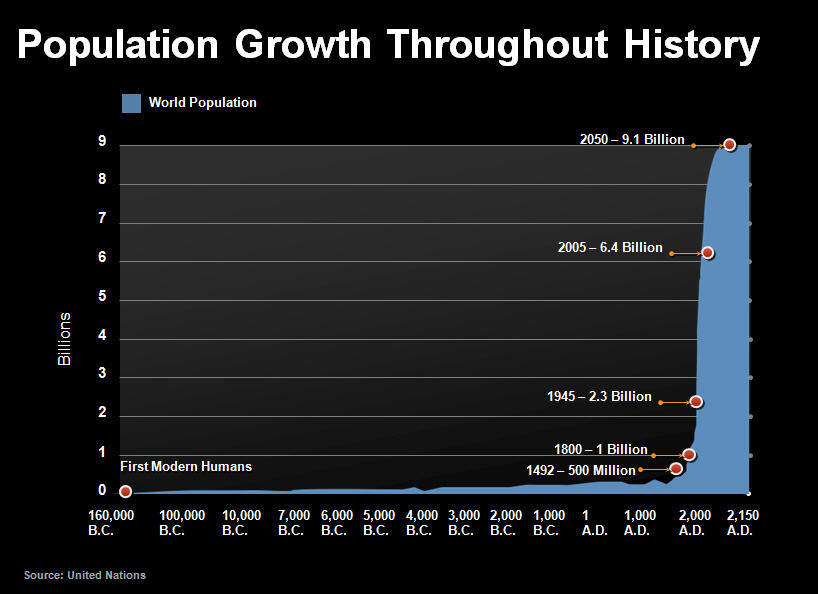 Population Growth Throughout History
World Population
9
8
7
6
5
4
3
2
1
0
Billions
2050 – 9.1 Billion
2005 – 6.4 Billion
1945 – 2.3 Billion
1800 – 1 Billion
1492 – 500 Million
First Modern Humans
160,000 B.C.
100,000 B.C.
10,000 B.C.
7,000 B.C.
6,000 B.C.
5,000 B.C.
4,000 B.C.
3,000 B.C.
2,000 B.C.
1,000 B.C.
1 A.D.
1,000 A.D.
2,000 A.D.
2,150 A.D.
Source: United Nations